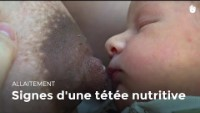 ALLAITEMENT
Signes d'une tétée nutritive